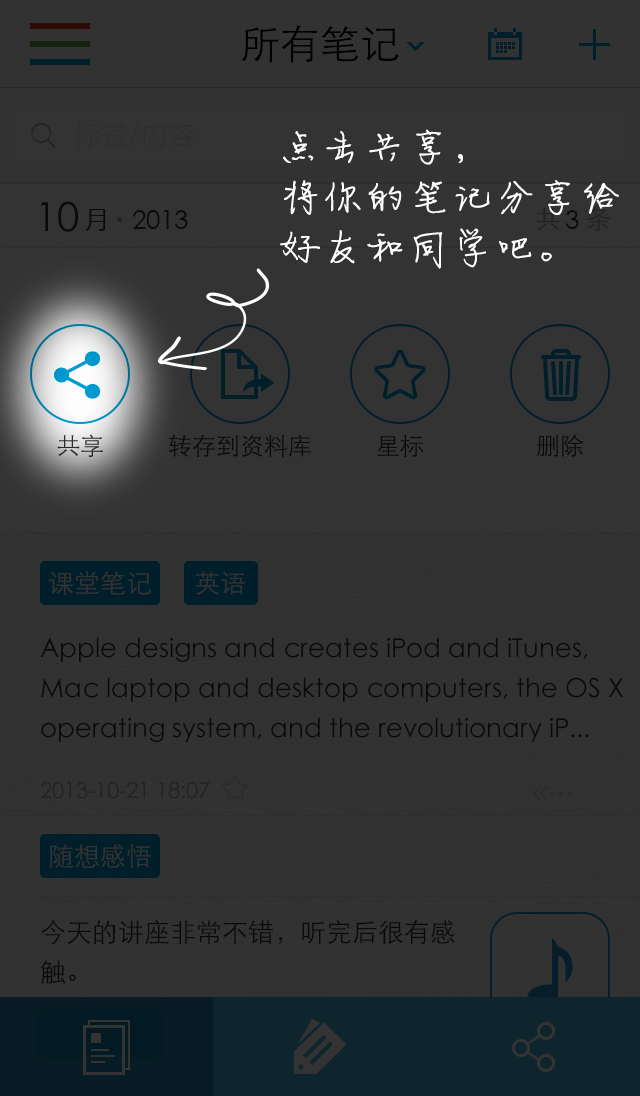 所有笔记
标签/内容
点击共享，
将你的笔记分享给
好友和同学吧。
10月·2013
共3条
共享
转存到资料库
星标
删除
课堂笔记 英语
Apple designs and creates iPod and iTunes,
Mac laptop and desktop computers, the OS X
operating system, and the revolutionary iP...
2013-10-21 18:07
随想感悟
今天的讲座非常不错，听完后很有感
触。